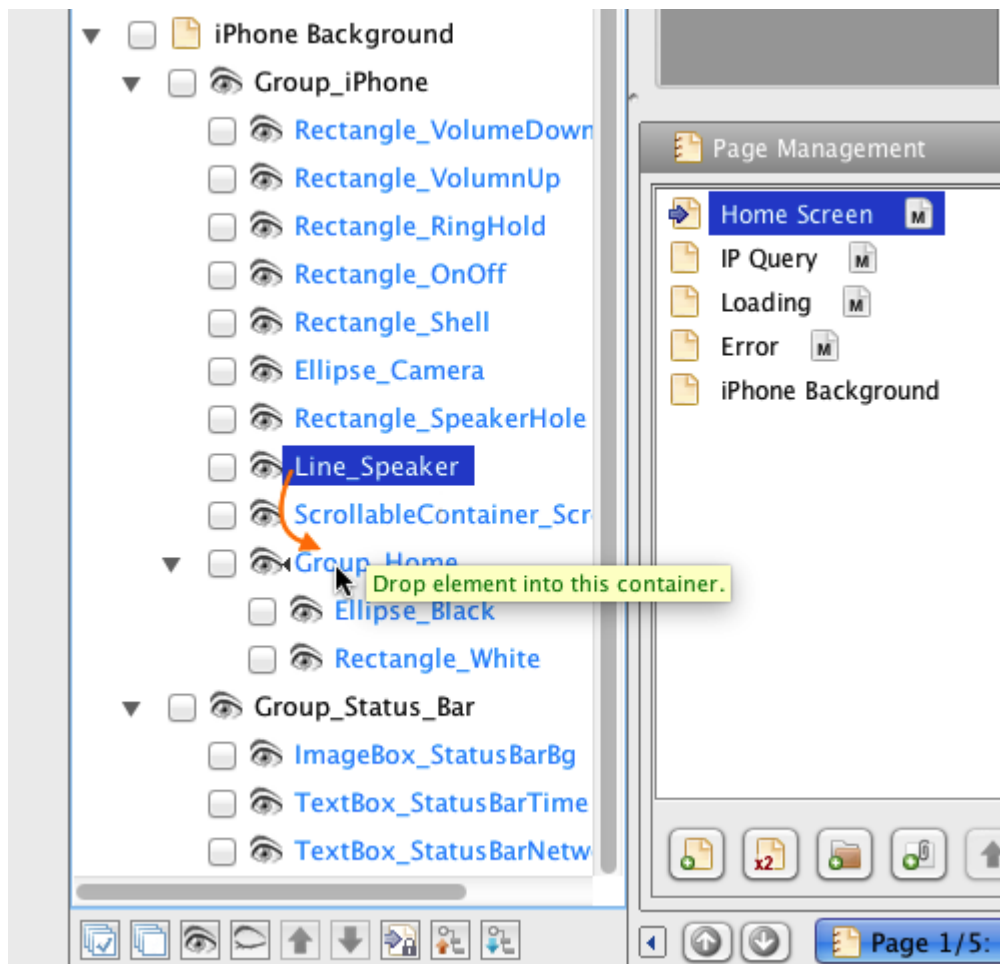 iPhone Background
Group_iPhone
Rectangle_VolumeDown
Rectangle_VolumnUp
Rectangle_RingHold
Rectangle_OnOff
Rectangle_Shell
Ellipse_Camera
Rectangle_SpeakerHole
Line_Speaker
ScrollableContainer_Scr
Group_Home
Drop element into this container.
Ellipse_Black
Rectangle_White
Group_Status_Bar
ImageBox_StatusBarBg
TextBox_StatusBarTime
TextBox_StatusBarNetw
Page Management
Home Screen M
IP Query M
Loading M
Error M
iPhone Background
x2
Page 1/5: